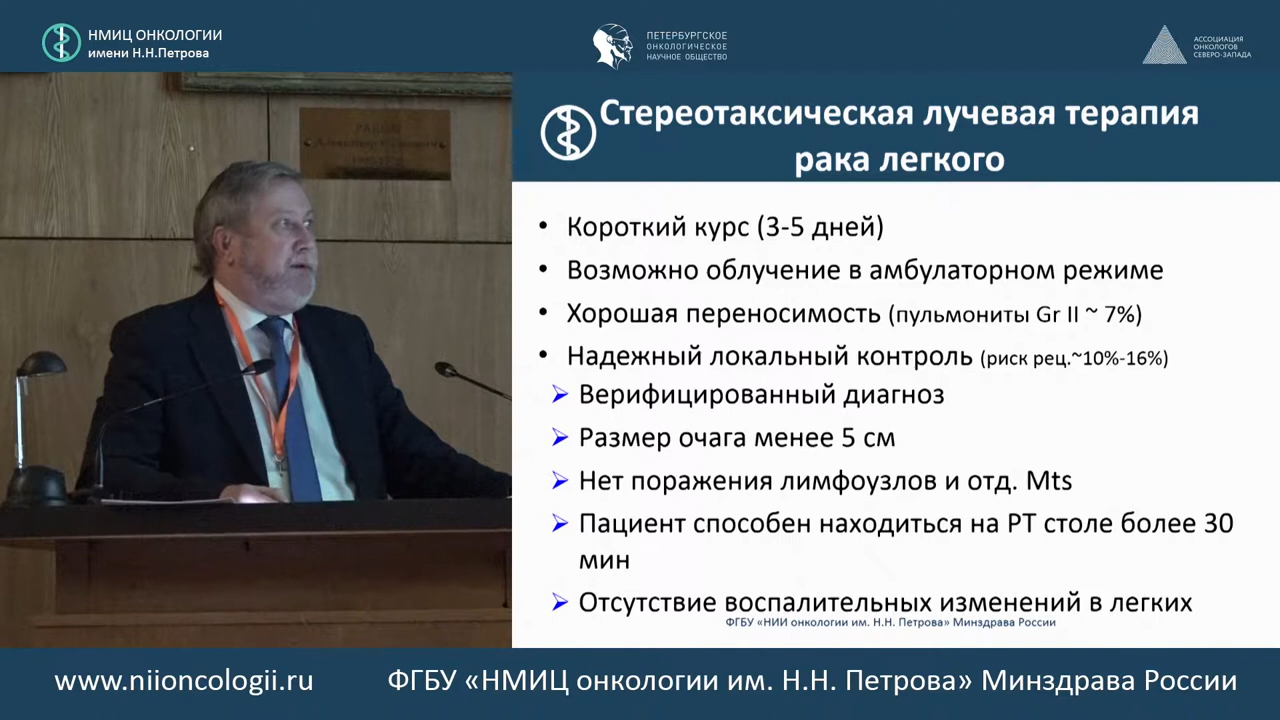 НМИЦ ОНКОЛОГИИ
имени Н.Н.Петрова
ПЕТЕРБУРГСКОЕ
ОНКОЛОГИЧЕСКОЕ
НАУЧНОЕ ОБЩЕСТВО
АССОЦИАЦИЯ
ОНКОЛОГОВ
СЕВЕРО-ЗАПАДА
Стереотаксическая лучевая терапия
рака легкого
• Короткий курс (3-5 дней)
• Возможно облучение в амбулаторном режиме
• Хорошая переносимость (пульмониты Gr II ~ 7%)
• Надежный локальный контроль (риск рец.~10%-16%)
➢ Верифицированный диагноз
➢ Размер очага менее 5 см
➢ Нет поражения лимфоузлов и отд. Mts
➢ Пациент способен находиться на РТ столе более 30
мин
➢ Отсутствие воспалительных изменений в легких
ФГБУ «НИИ онкологии им. Н.Н. Петрова» Минздрава России
www.niioncologii.ru
ФГБУ «НМИЦ онкологии им. Н.Н. Петрова» Минздрава России